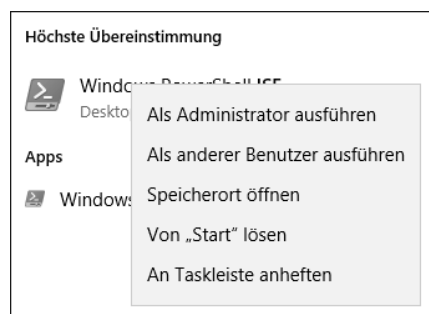 Höchste Übereinstimmung
Windows PowerShell ISE
Deskto
Als Administrator ausführen
Als anderer Benutzer ausführen
Apps
Windows
Speicherort öffnen
Von „Start“ lösen
An Taskleiste anheften